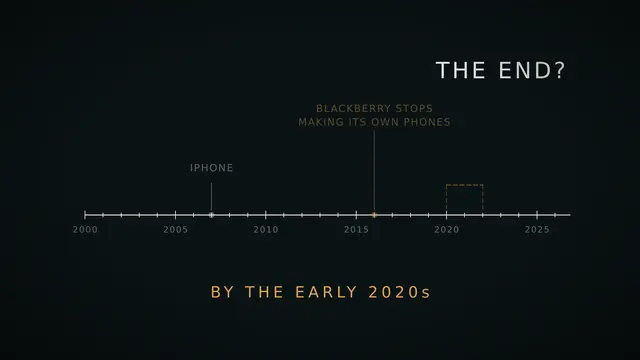 THE END?
BLACKBERRY STOPS
MAKING ITS OWN PHONES
IPHONE
2000 2005 2010 2015 2020 2025
BY THE EARLY 2020s